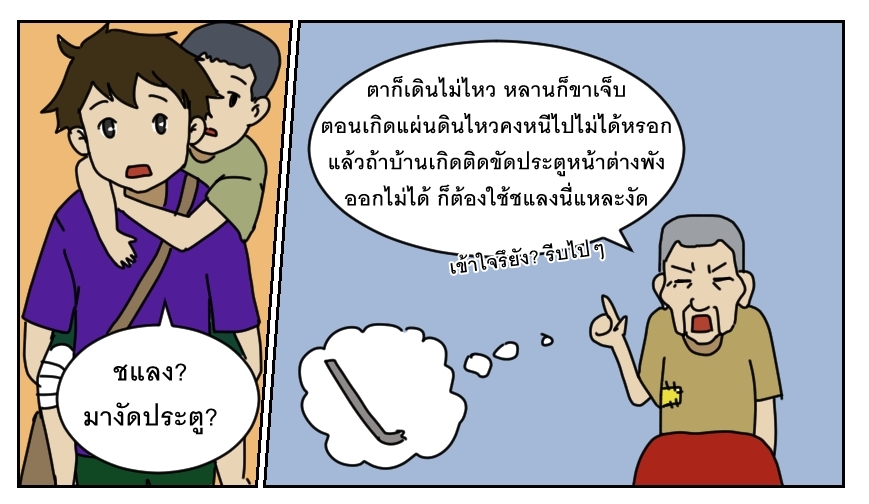 ชแลง?
มางัดประตู?
ตาก็เดินไม่ไหว หลานก็ขาเจ็บ
ตอนเกิดแผ่นดินไหวคงหนีไปไม่ได้หรอก
แล้วถ้าบ้านเกิดติดขัดประตูหน้าต่างพัง
ออกไม่ได้ ก็ต้องใช้ชแลงนี่แหละงัด
เข้าใจรึยัง? รีบไป ๆ